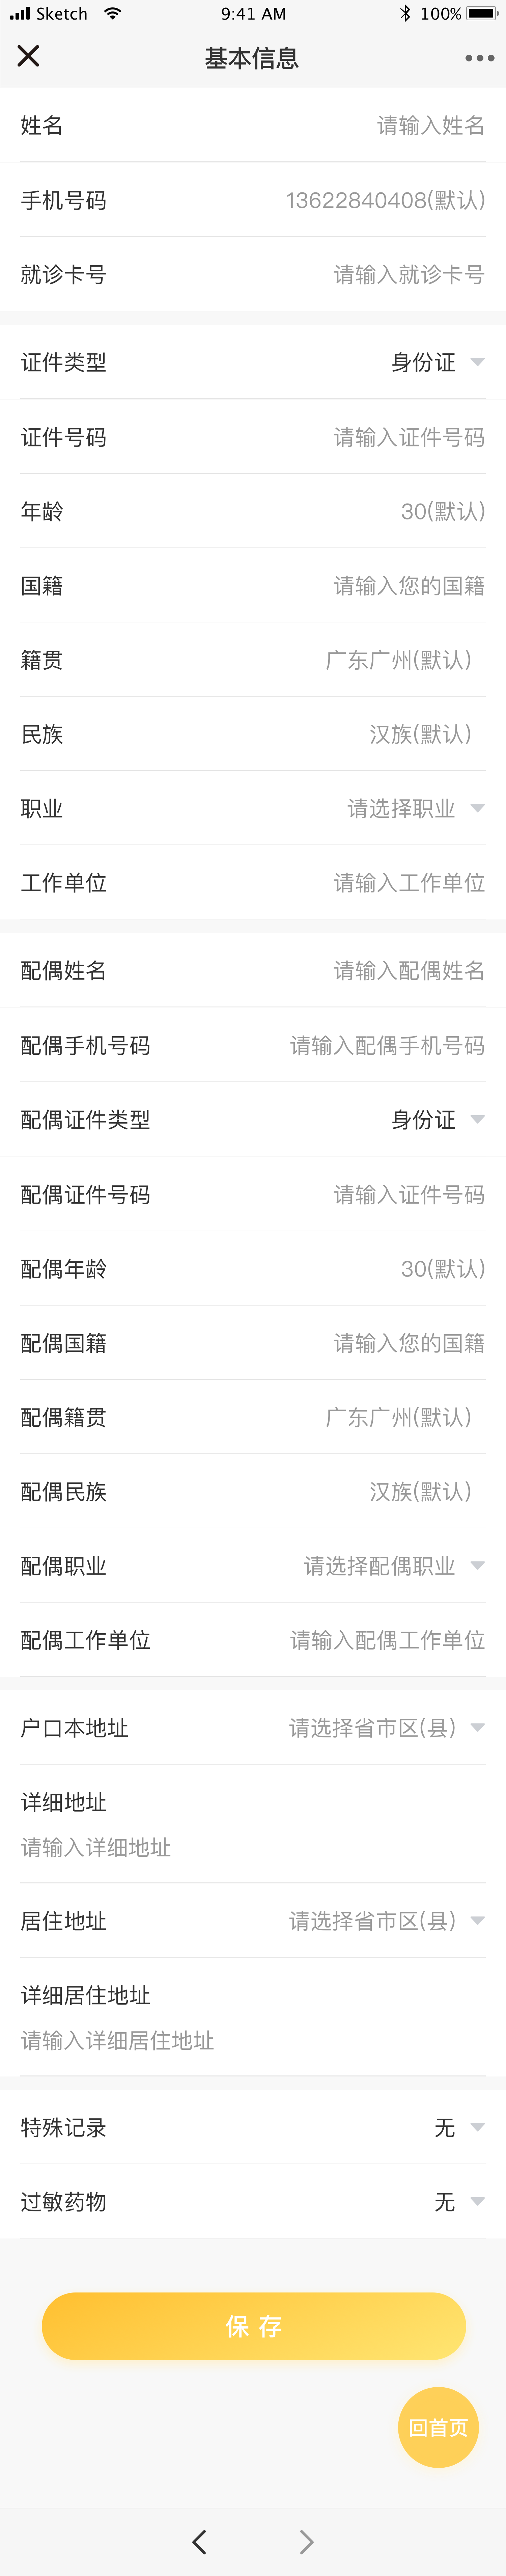 Sketch 9:41 AM 100%
基本信息
姓名 请输入姓名
手机号码 13622840408(默认)
就诊卡号 请输入就诊卡号
证件类型 身份证
证件号码 请输入证件号码
年龄 30(默认)
国籍 请输入您的国籍
籍贯 广东广州(默认)
民族 汉族(默认)
职业 请选择职业
工作单位 请输入工作单位
配偶姓名 请输入配偶姓名
配偶手机号码 请输入配偶手机号码
配偶证件类型 身份证
配偶证件号码 请输入证件号码
配偶年龄 30(默认)
配偶国籍 请输入您的国籍
配偶籍贯 广东广州(默认)
配偶民族 汉族(默认)
配偶职业 请选择配偶职业
配偶工作单位 请输入配偶工作单位
户口本地址 请选择省市区(县)
详细地址
请输入详细地址
居住地址 请选择省市区(县)
详细居住地址
请输入详细居住地址
特殊记录 无
过敏药物 无
保 存
回首页